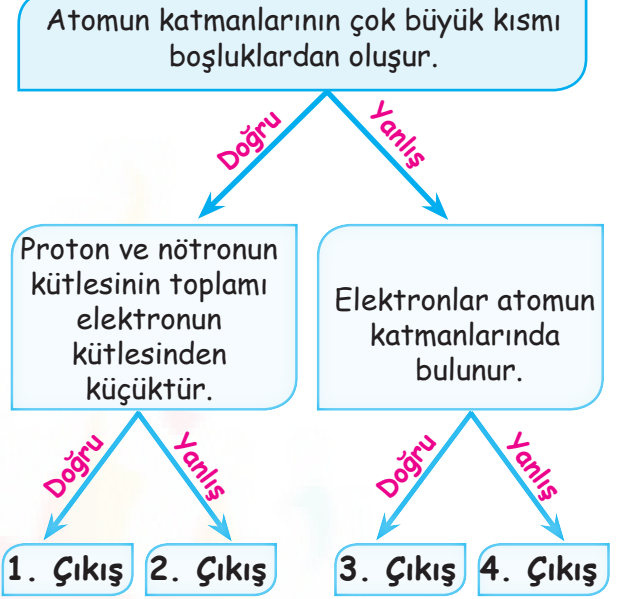 Atomun katmanlarının çok büyük kısmı
boşluklardan oluşur.
Doğru
Yanlış
Proton ve nötronun
kütlesinin toplamı
elektronun
kütlesinden
küçüktür.
Elektronlar atomun
katmanlarında
bulunur.
Doğru
Yanlış
Doğru
Yanlış
1. Çıkış
2. Çıkış
3. Çıkış
4. Çıkış